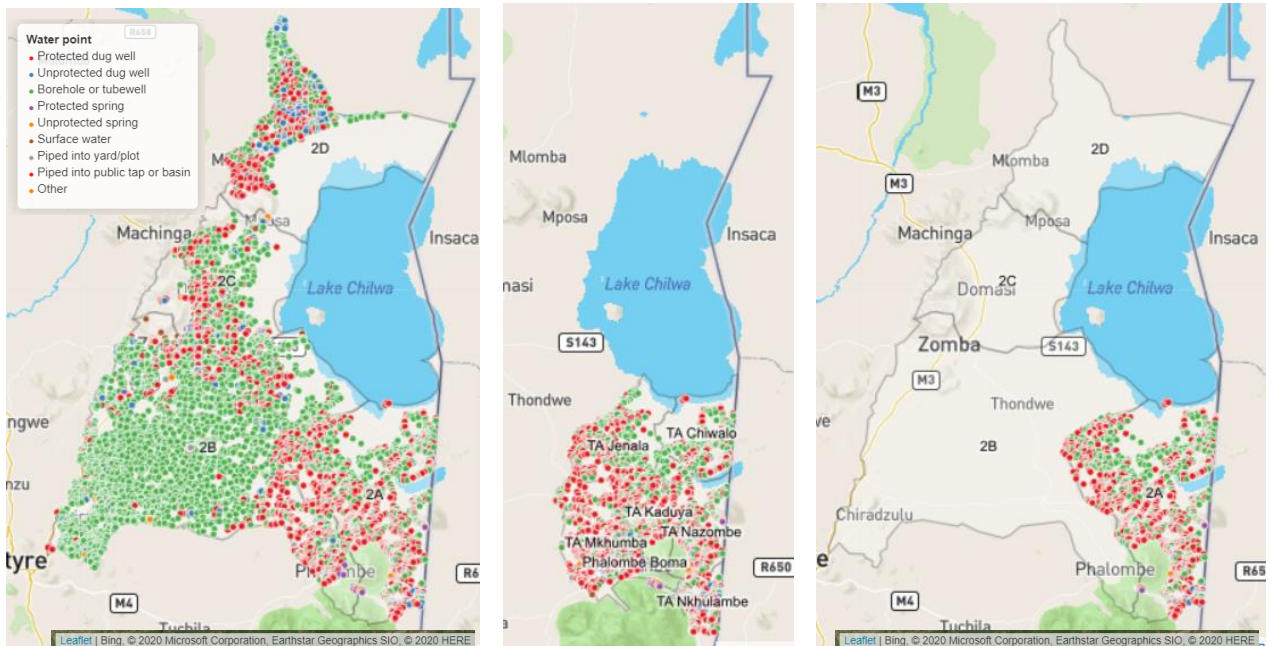 Water point
Protected dug well
Unprotected dug well
Borehole or tubewell
Protected spring
Unprotected spring
Surface water
Piped into yard/plot
Piped into public tap or basin
Other
R658
2D
Machinga
Insaca
2C
Lake Chilwa
ngwe
2B
nzu
2A
tyre
R6
M4
Tuchila
Leaflet | Bing, © 2020 Microsoft Corporation, Earthstar Geographics SIO, © 2020 HERE
Mlomba
Mposa
Insaca
masi
Lake Chilwa
S143
Thondwe
TA Chiwalo
TA Jenala
TA Kaduya
TA Nazombe
TA Mkhumba
Phalombe Boma
R650
TA Nkhulambe
M3
2D
Mlomba
M3
Mposa
Machinga
Insaca
Domasi
2C
Lake Chilwa
Zomba
S143
M3
Thondwe
we
2B
2A
Chiradzulu
e
Phalombe
R65
M4
Tuchila
Leaflet | Bing, © 2020 Microsoft Corporation, Earthstar Geographics SIO, © 2020 HERE